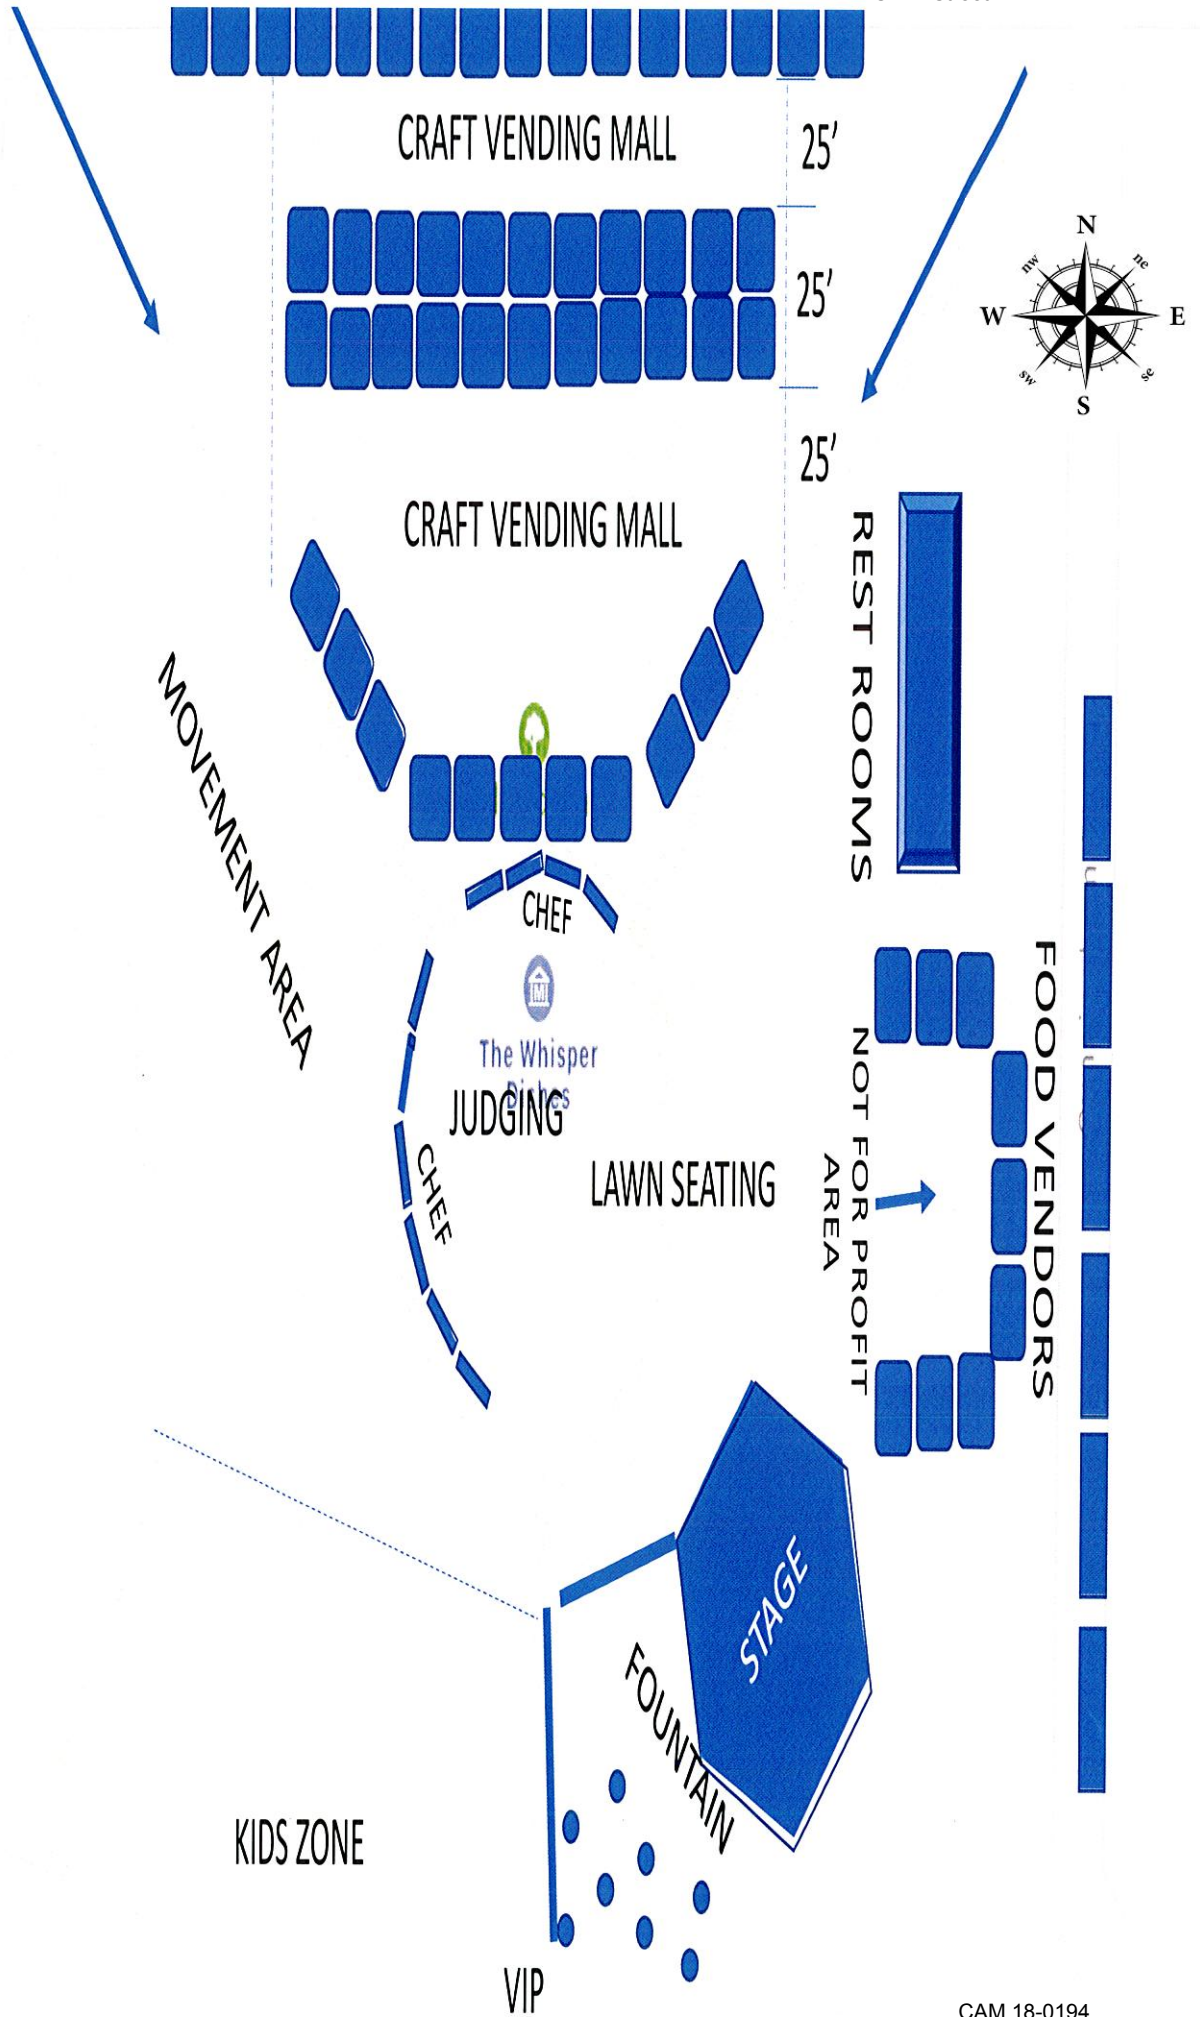 CRAFT VENDING MALL
25'
25'
N
nw
ne
W
E
sw
se
S
25'
CRAFT VENDING MALL
REST ROOMS
MOVEMENT AREA
CHEF
The Whisper
Dishes
JUDGING
CHEF
LAWN SEATING
NOT FOR PROFIT
AREA
FOOD VENDORS
STAGE
FOUNTAIN
KIDS ZONE
VIP
CAM 18-0194